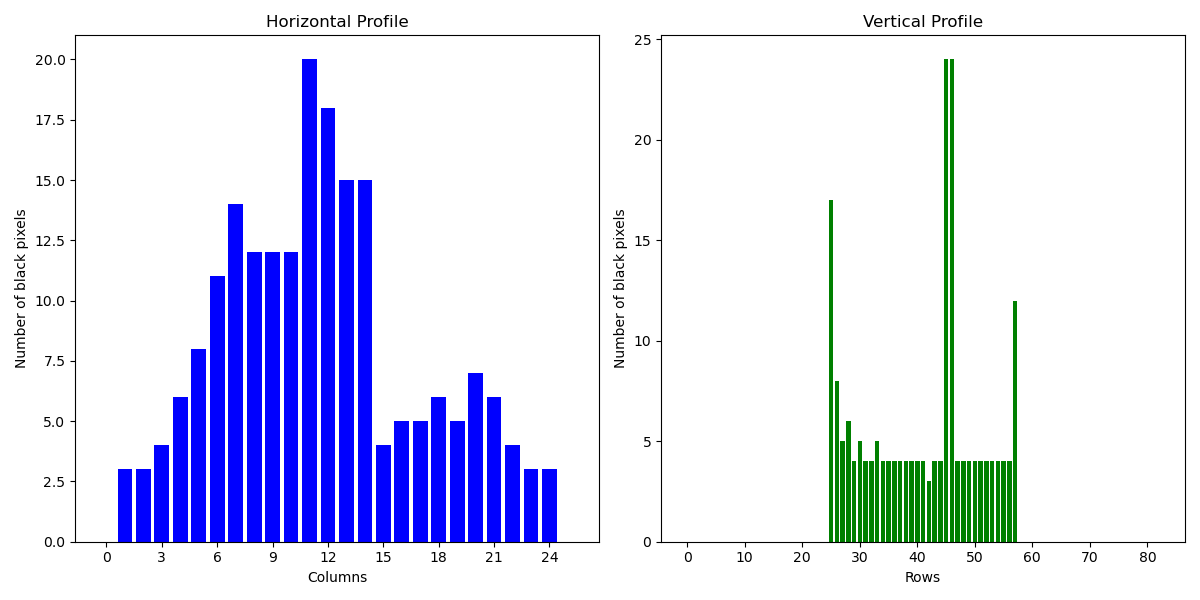 Horizontal Profile
Number of black pixels
20.0
17.5
15.0
12.5
10.0
7.5
5.0
2.5
0.0
0 3 6 9 12 15 18 21 24
Columns
Vertical Profile
Number of black pixels
25
20
15
10
5
0
0 10 20 30 40 50 60 70 80
Rows